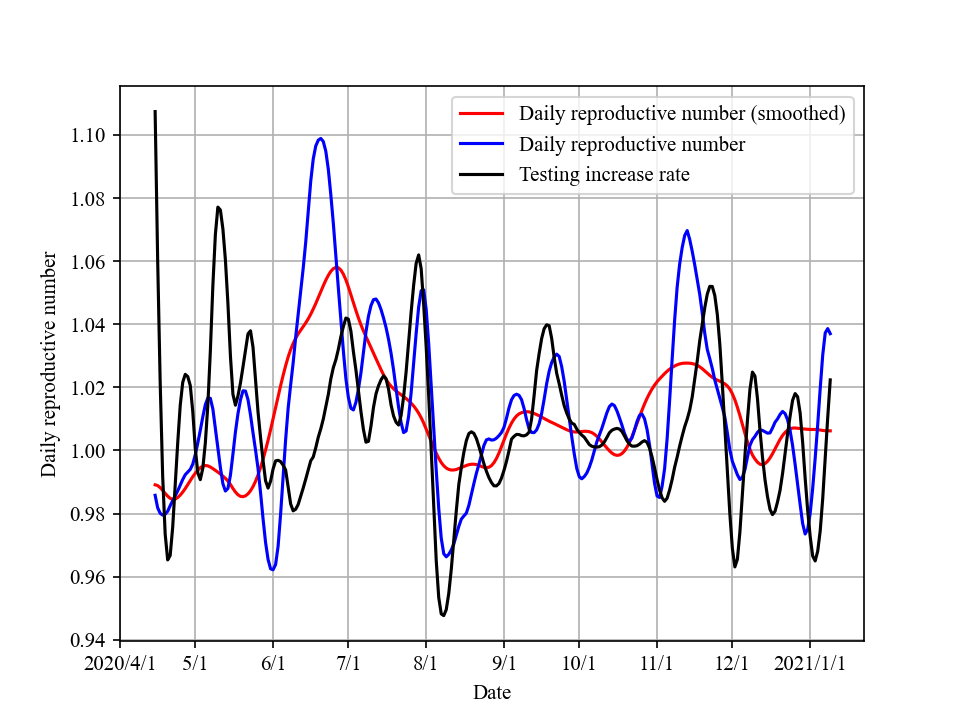 Daily reproductive number (smoothed)
Daily reproductive number
Testing increase rate
Daily reproductive number
1.10
1.08
1.06
1.04
1.02
1.00
0.98
0.96
0.94
2020/4/1 5/1 6/1 7/1 8/1 9/1 10/1 11/1 12/1 2021/1/1
Date